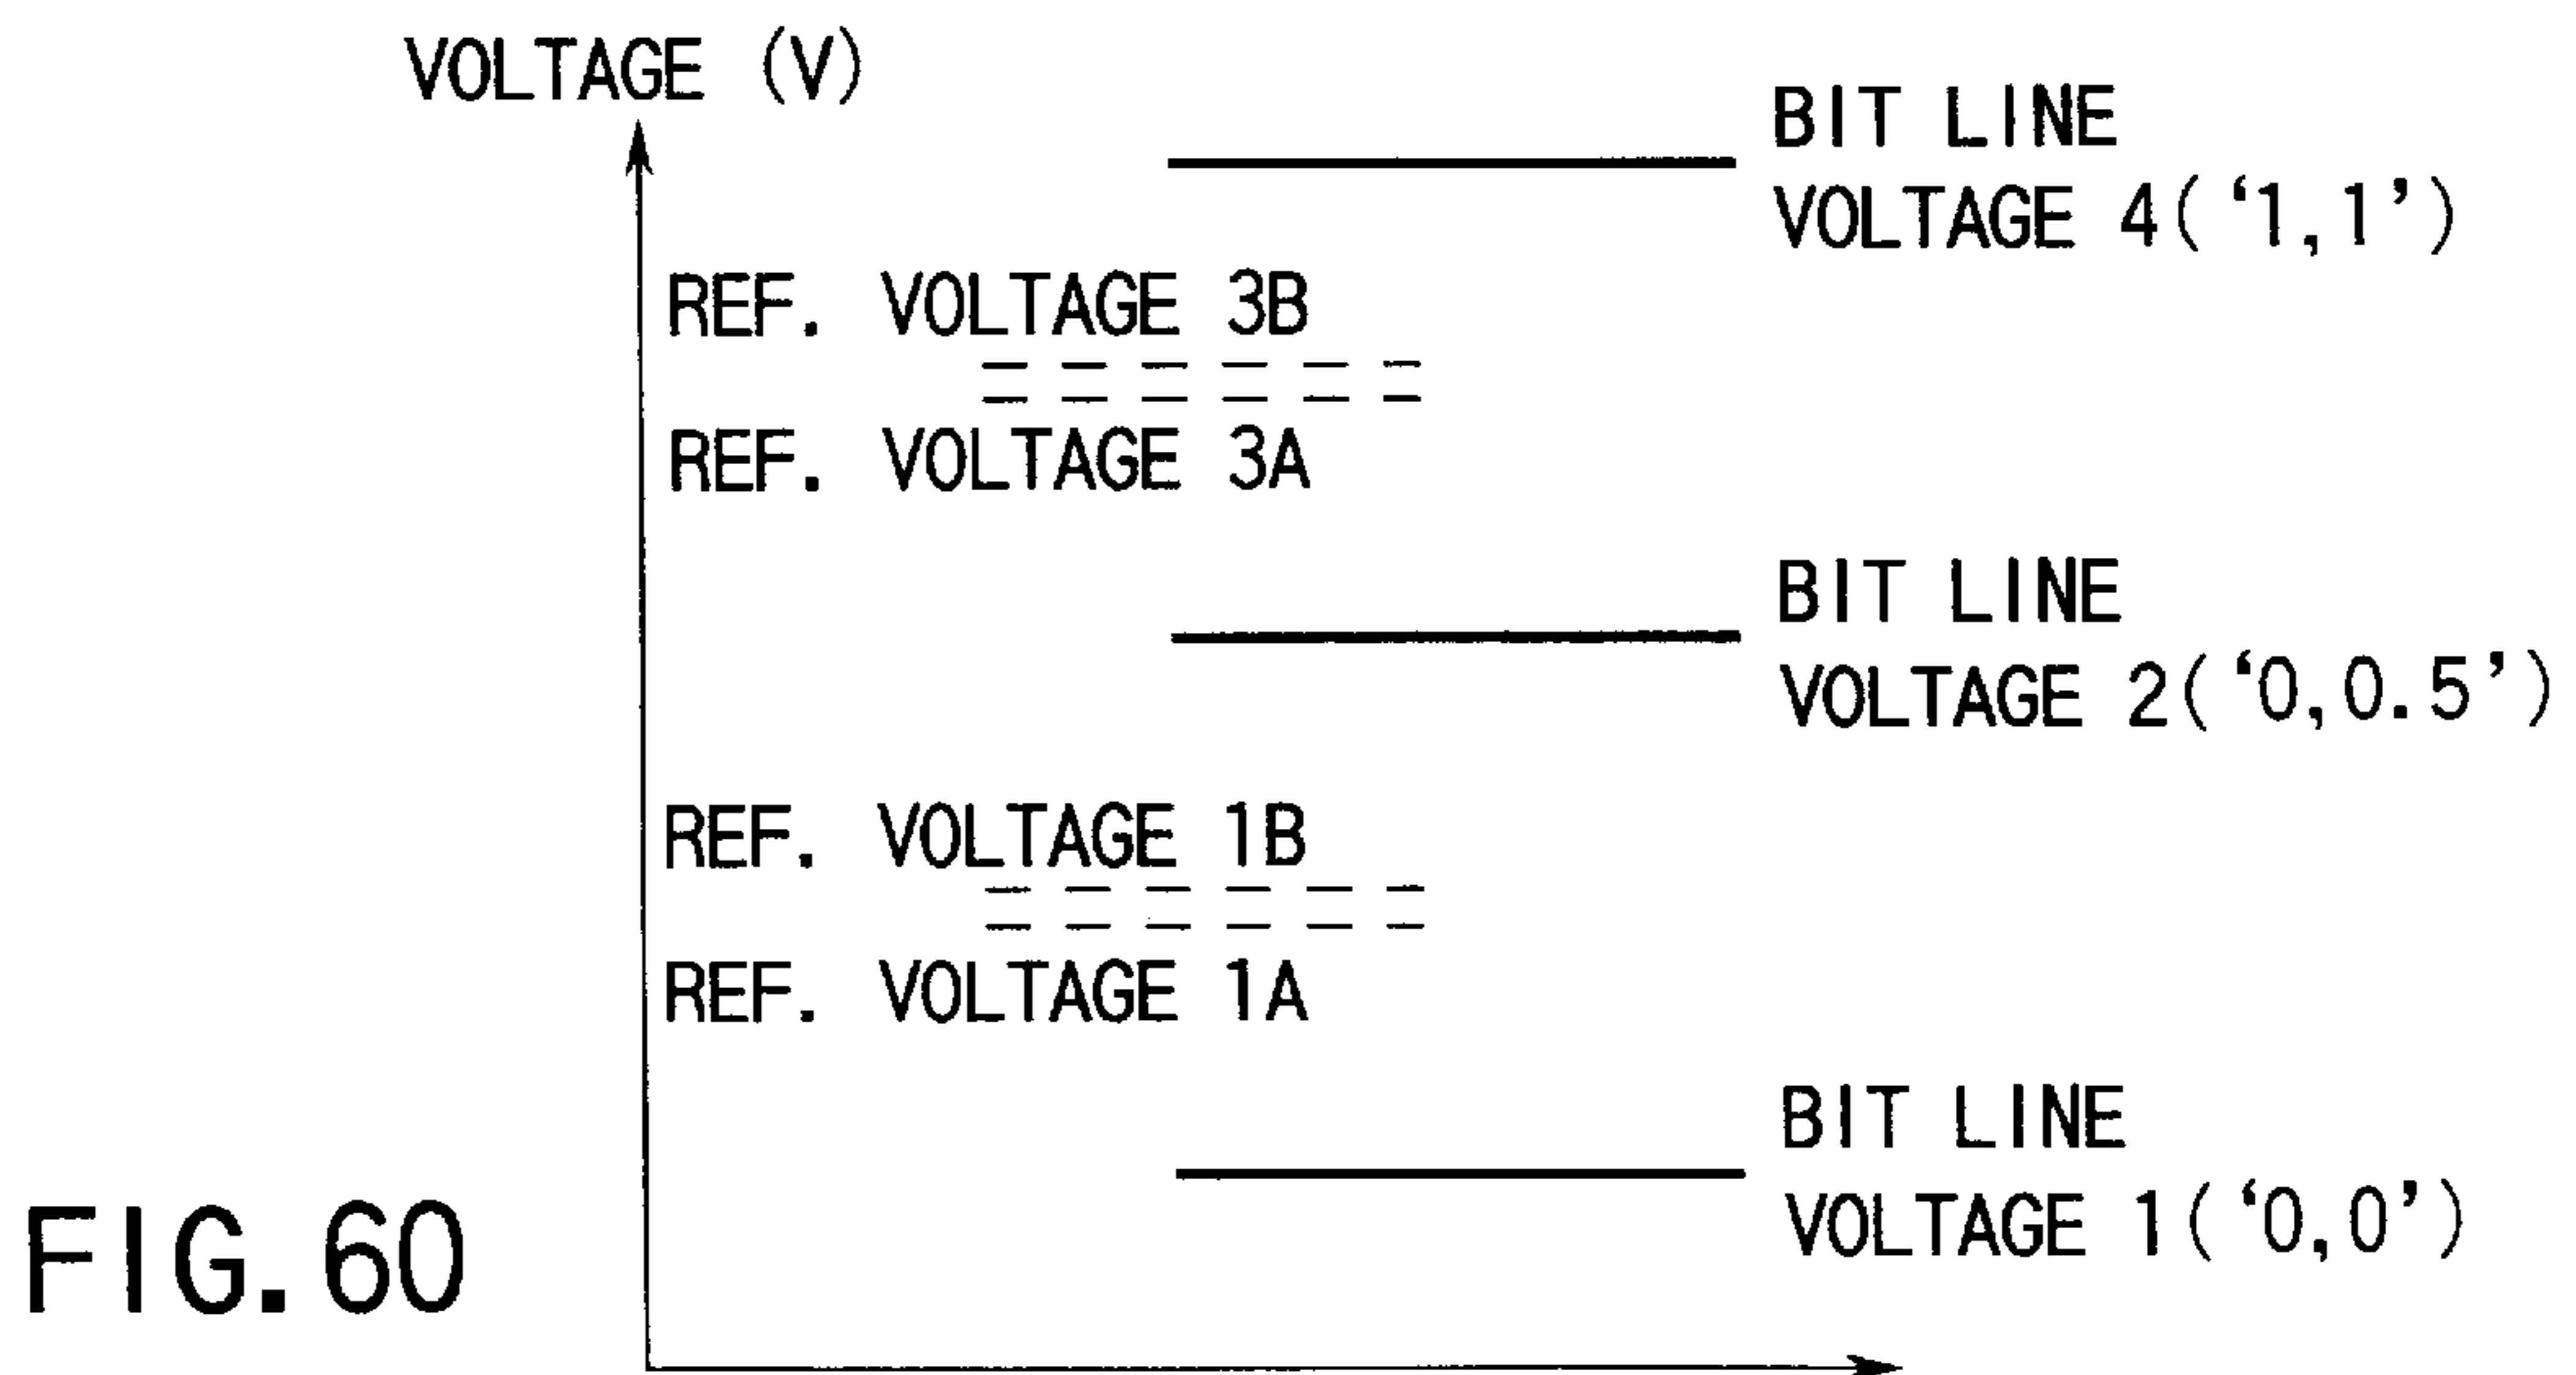 VOLTAGE (V)
BIT LINE
VOLTAGE 4(‘1,1’)
REF. VOLTAGE 3B
REF. VOLTAGE 3A
BIT LINE
VOLTAGE 2(‘0,0.5’)
REF. VOLTAGE 1B
REF. VOLTAGE 1A
BIT LINE
VOLTAGE 1(‘0,0’)
FIG.60